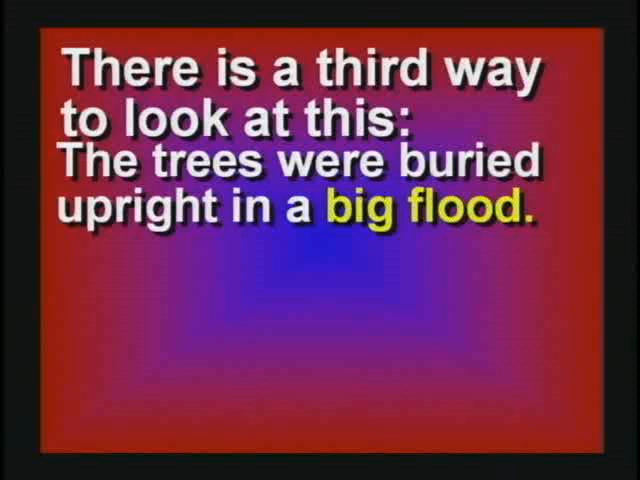 There is a third way
to look at this:
The trees were buried
upright in a big flood.